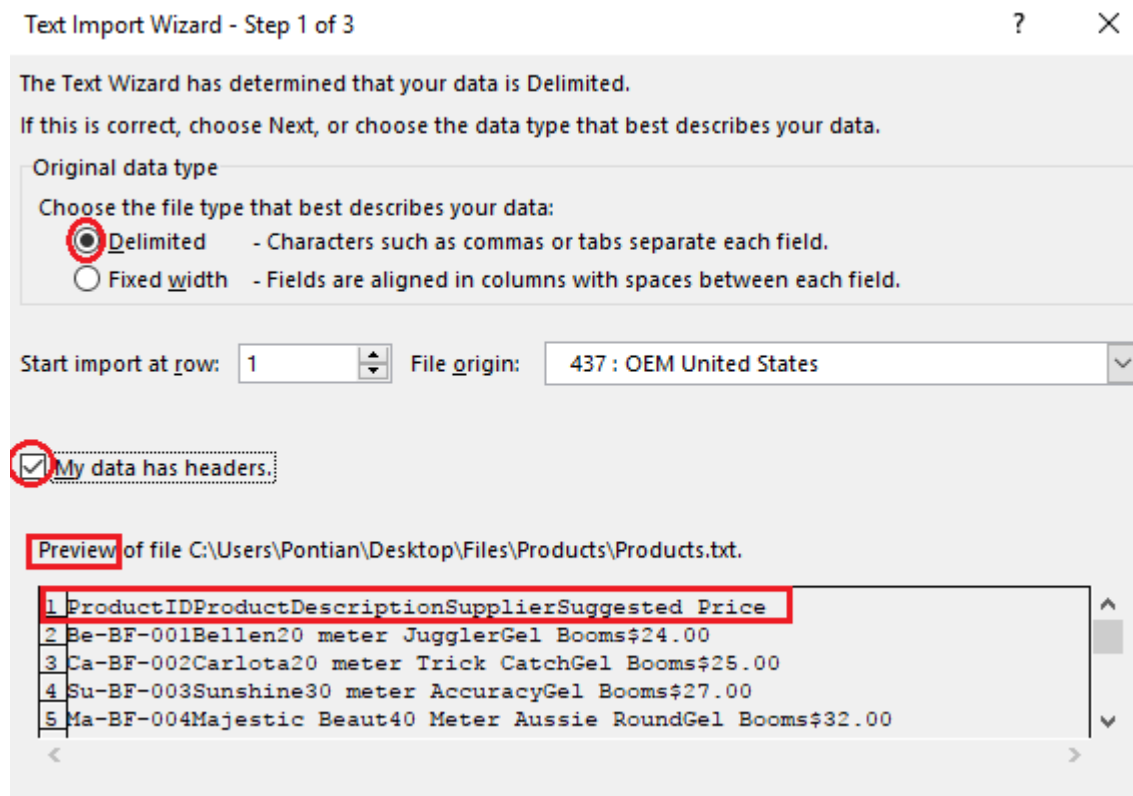 Text Import Wizard - Step 1 of 3 ? ×
The Text Wizard has determined that your data is Delimited.
If this is correct, choose Next, or choose the data type that best describes your data.
Original data type
Choose the file type that best describes your data:
Delimited - Characters such as commas or tabs separate each field.
Fixed width - Fields are aligned in columns with spaces between each field.
Start import at row: 1 File origin: 437 : OEM United States
My data has headers.
Preview of file C:\Users\Pontian\Desktop\Files\Products\Products.txt.
1 ProductIDProductDescriptionSupplierSuggested Price
2 Be-BF-001Bellen20 meter JugglerGel Booms$24.00
3 Ca-BF-002Carlota20 meter Trick CatchGel Booms$25.00
4 Su-BF-003Sunshine30 meter AccuracyGel Booms$27.00
5 Ma-BF-004Majestic Beaut40 Meter Aussie RoundGel Booms$32.00